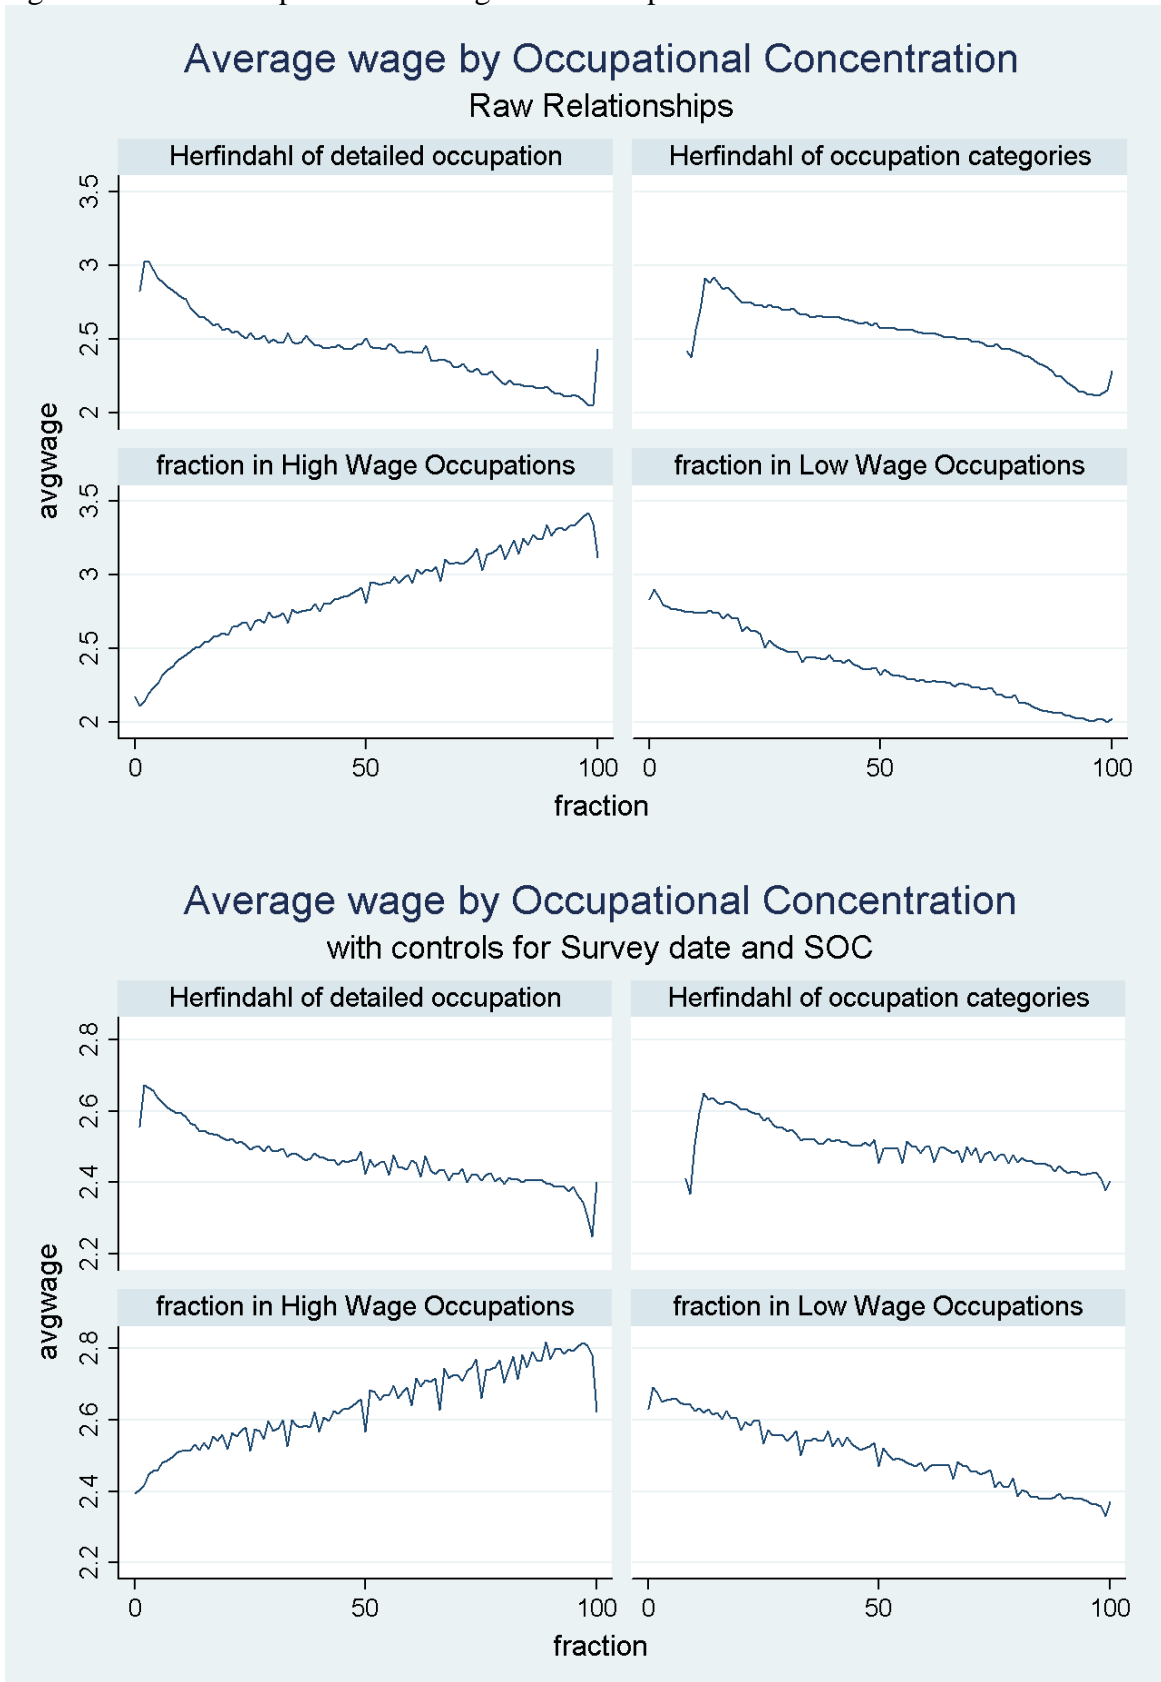 Average wage by Occupational Concentration
Raw Relationships
Herfindahl of detailed occupation
Herfindahl of occupation categories
3.5
3
2.5
2
fraction in High Wage Occupations
fraction in Low Wage Occupations
3.5
3
2.5
2
avgwage
0
50
100
0
50
100
fraction
Average wage by Occupational Concentration
with controls for Survey date and SOC
Herfindahl of detailed occupation
Herfindahl of occupation categories
2.8
2.6
2.4
2.2
fraction in High Wage Occupations
fraction in Low Wage Occupations
2.8
2.6
2.4
2.2
avgwage
0
50
100
0
50
100
fraction